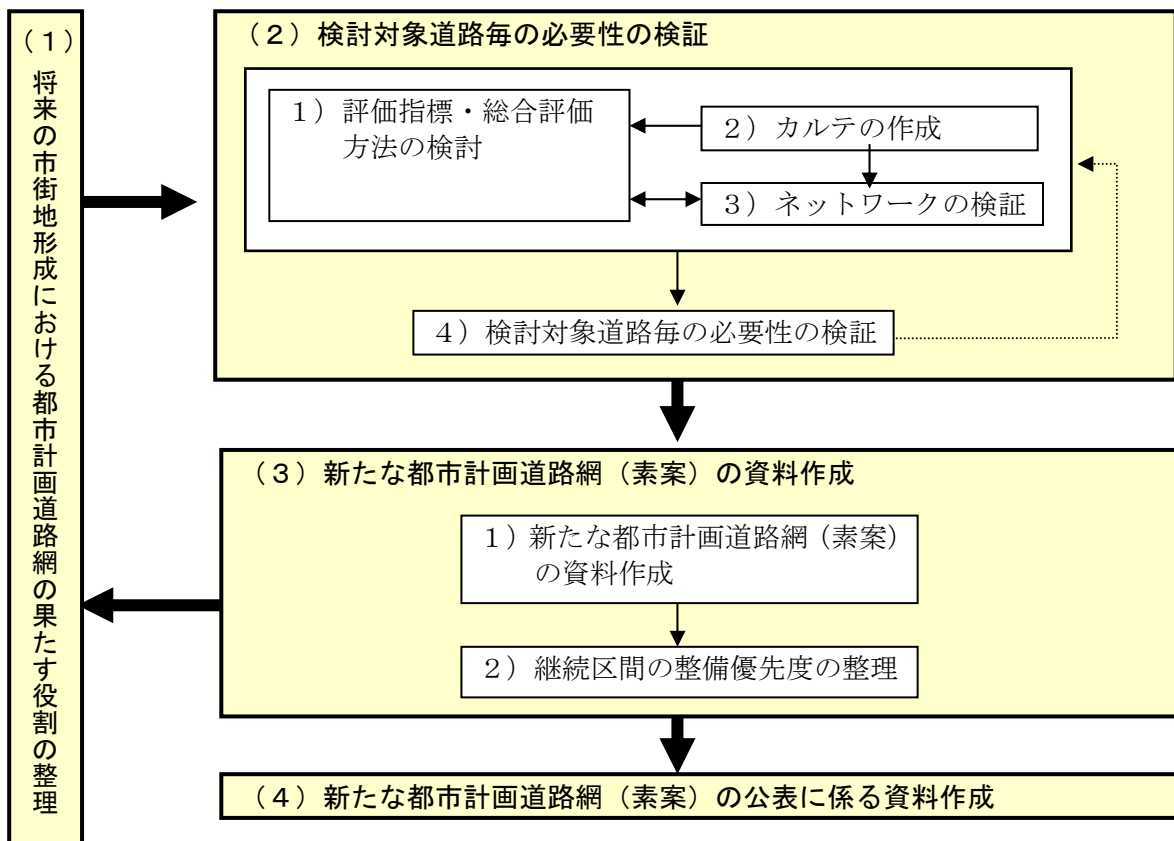 （１）
将来の市街地形成における都市計画道路網の果たす役割の整理
（２）検討対象道路毎の必要性の検証
１）評価指標・総合評価
方法の検討
２）カルテの作成
３）ネットワークの検証
４）検討対象道路毎の必要性の検証
（３）新たな都市計画道路網（素案）の資料作成
１）新たな都市計画道路網（素案）
の資料作成
２）継続区間の整備優先度の整理
（４）新たな都市計画道路網（素案）の公表に係る資料作成